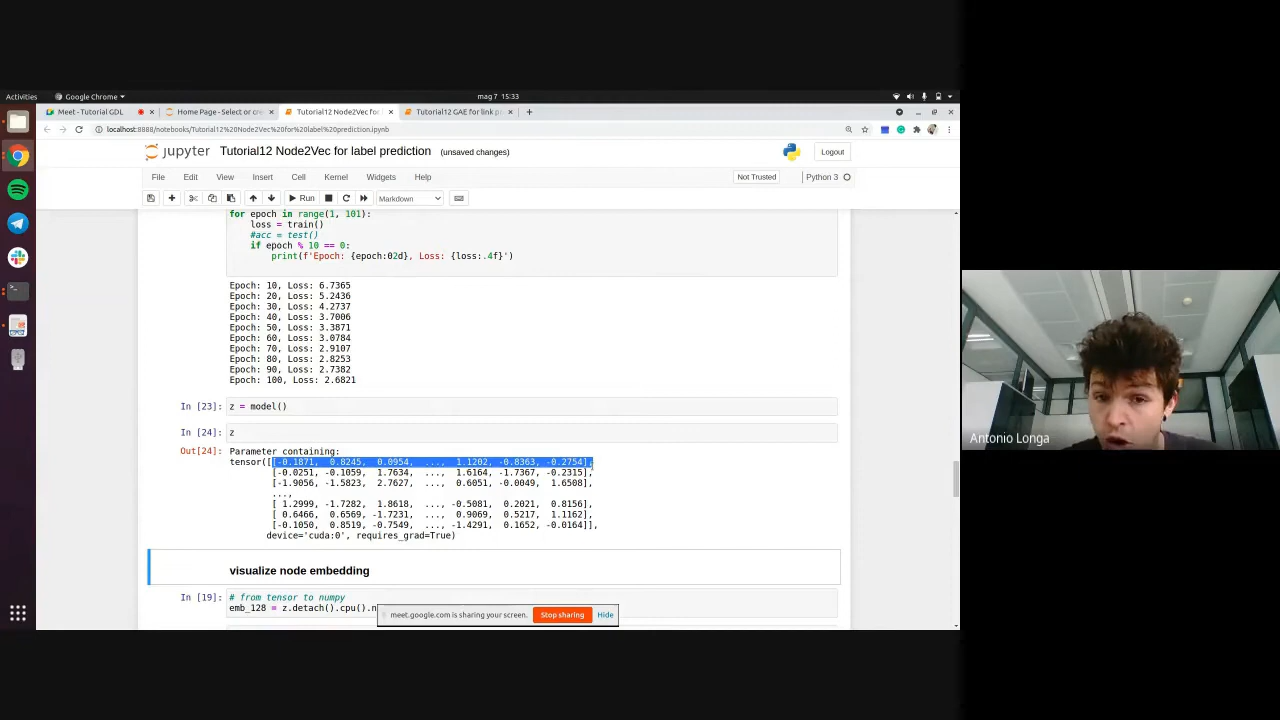 Activities
Google Chrome
mag 7 15:33
Meet - Tutorial GDL
Home Page - Select or cre
Tutorial12 Node2Vec for
Tutorial12 GAE for link p
localhost:8888/notebooks/Tutorial12%20Node2Vec%20for%20label%20prediction.ipynb
jupyter
Tutorial12 Node2Vec for label prediction (unsaved changes)
Logout
File Edit View Insert Cell Kernel Widgets Help
Not Trusted
Python 3
Run
Markdown
for epoch in range(1, 101):
loss = train()
#acc = test()
if epoch % 10 == 0:
print(f'Epoch: {epoch:02d}, Loss: {loss:.4f}')
Epoch: 10, Loss: 6.7365
Epoch: 20, Loss: 5.2436
Epoch: 30, Loss: 4.2737
Epoch: 40, Loss: 3.7006
Epoch: 50, Loss: 3.3871
Epoch: 60, Loss: 3.0784
Epoch: 70, Loss: 2.9107
Epoch: 80, Loss: 2.8253
Epoch: 90, Loss: 2.7382
Epoch: 100, Loss: 2.6821
In [23]: z = model()
In [24]: z
Out[24]: Parameter containing:
tensor([[-0.1871, 0.8245, 0.0954, ..., 1.1202, -0.8363, -0.2754],
[-0.0251, -0.1059, 1.7634, ..., 1.6164, -1.7367, -0.2315],
[-1.9056, -1.5823, 2.7627, ..., 0.6051, -0.0049, 1.6508],
...,
[ 1.2999, -1.7282, 1.8618, ..., -0.5081, 0.2021, 0.8156],
[ 0.6466, 0.6569, -1.7231, ..., 0.9069, 0.5217, 1.1162],
[-0.1050, 0.8519, -0.7549, ..., -1.4291, 0.1652, -0.0164]],
device='cuda:0', requires_grad=True)
visualize node embedding
In [19]: # from tensor to numpy
emb_128 = z.detach().cpu().n
meet.google.com is sharing your screen.
Stop sharing
Hide
Antonio Longa